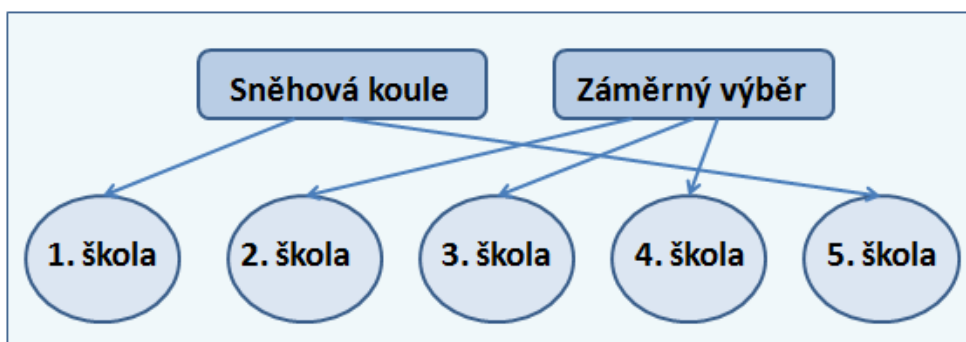 Sněhová koule
Záměrný výběr
1. škola
2. škola
3. škola
4. škola
5. škola